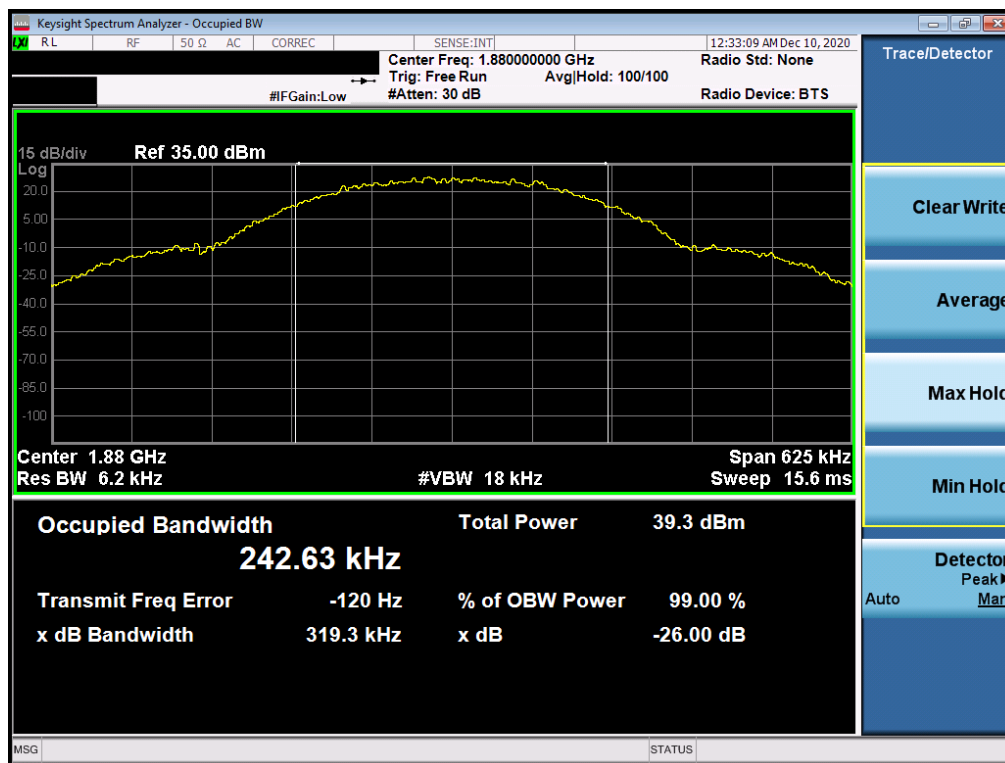 Keysight Spectrum Analyzer - Occupied BW
LXI RL RF 50 Ω AC CORREC SENSE:INT 12:33:09 AM Dec 10, 2020
Center Freq: 1.880000000 GHz Radio Std: None
Trig: Free Run Avg|Hold: 100/100
#IFGain:Low #Atten: 30 dB Radio Device: BTS
15 dB/div Ref 35.00 dBm
Log
20.0
5.00
-10.0
-25.0
-40.0
-55.0
-70.0
-85.0
-100
Center 1.88 GHz Span 625 kHz
Res BW 6.2 kHz #VBW 18 kHz Sweep 15.6 ms
Occupied Bandwidth Total Power 39.3 dBm
242.63 kHz
Transmit Freq Error -120 Hz % of OBW Power 99.00 %
x dB Bandwidth 319.3 kHz x dB -26.00 dB
MSG STATUS
Trace/Detector
Clear Write
Average
Max Hold
Min Hold
Detector
Peak
Auto Man